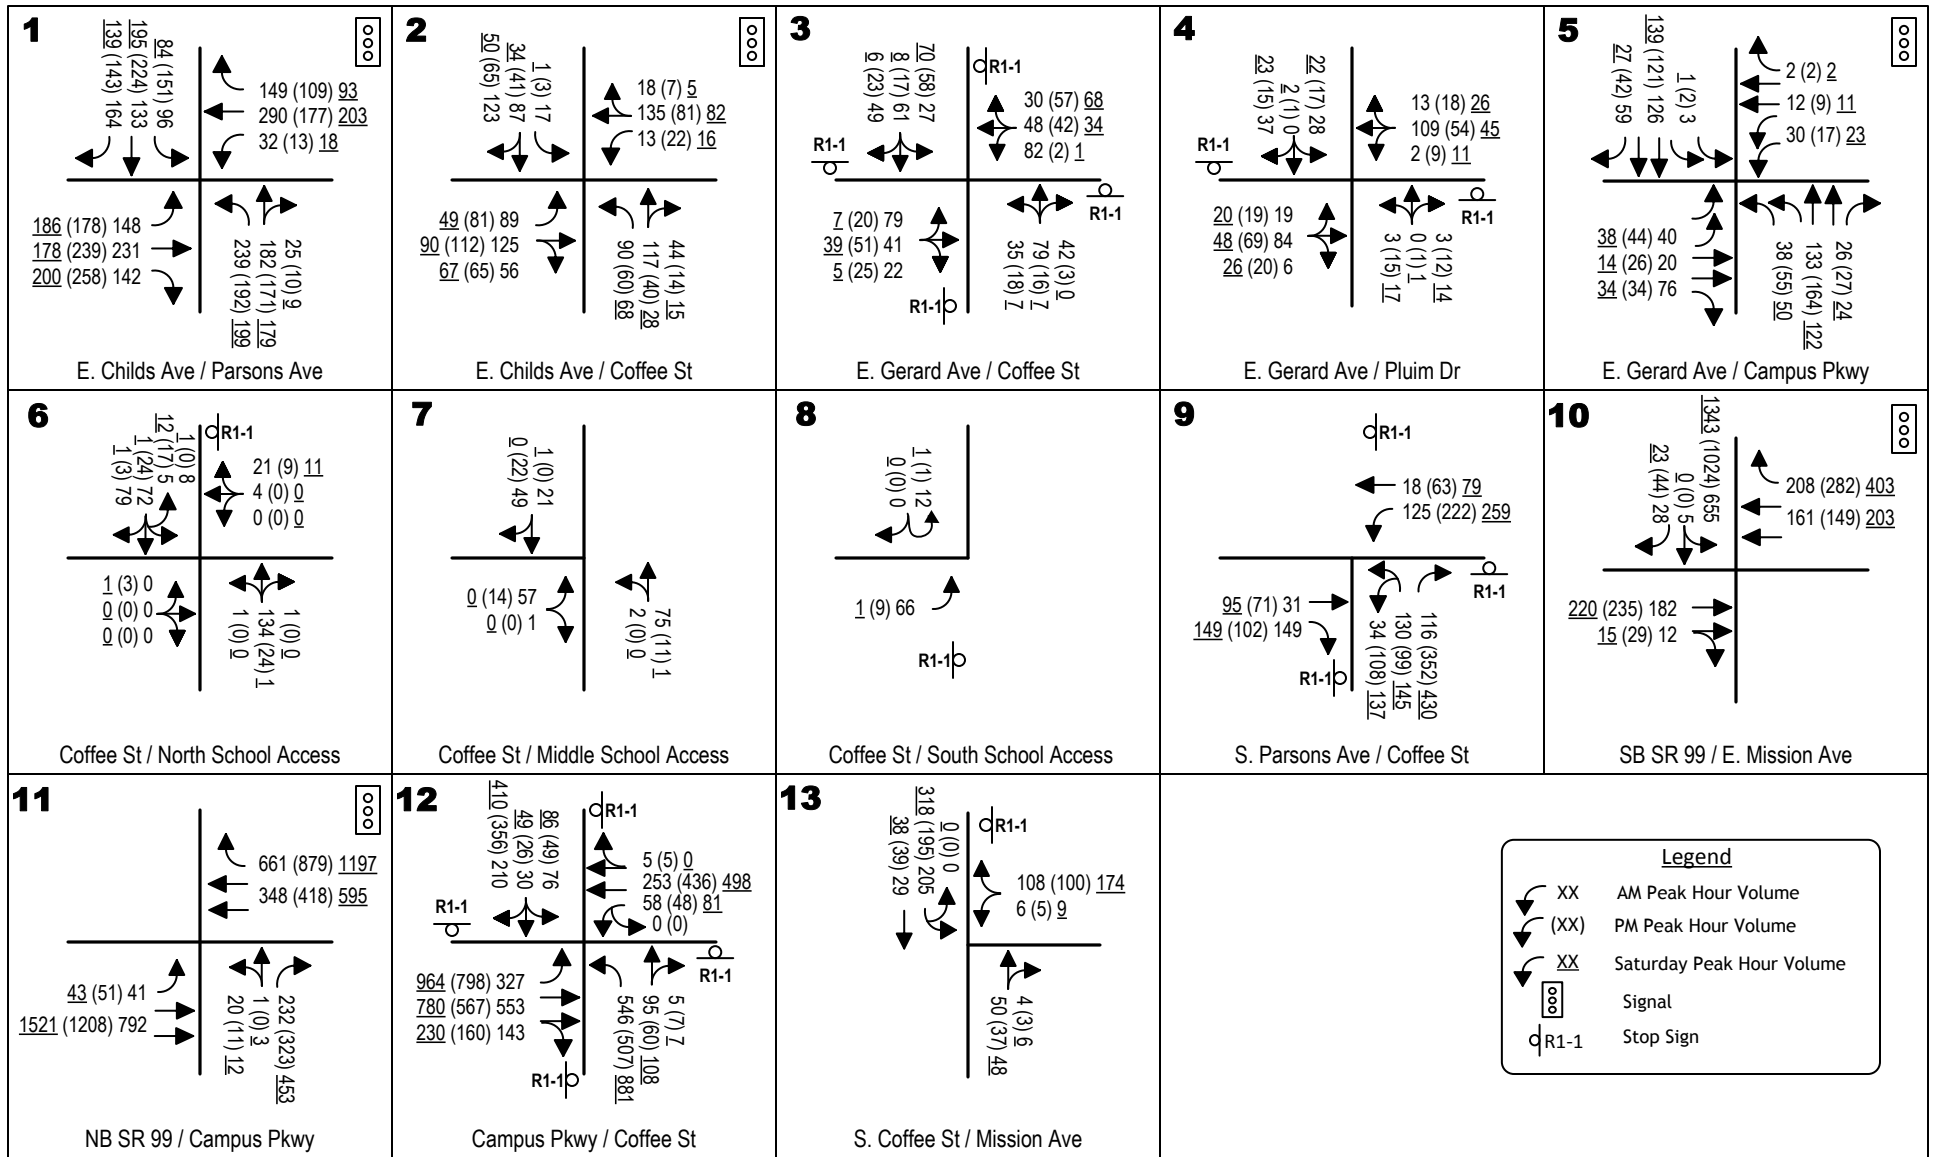 1
139 (143) 164
195 (224) 133
84 (151) 96
149 (109) 93
290 (177) 203
32 (13) 18
186 (178) 148
178 (239) 231
200 (258) 142
239 (192) 199
182 (171) 179
25 (10) 9
E. Childs Ave / Parsons Ave
2
50 (65) 123
34 (41) 87
1 (3) 17
18 (7) 5
135 (81) 82
13 (22) 16
49 (81) 89
90 (112) 125
67 (65) 56
90 (60) 68
117 (40) 28
44 (14) 15
E. Childs Ave / Coffee St
3
6 (23) 49
8 (17) 61
70 (58) 27
R1-1
30 (57) 68
48 (42) 34
82 (2) 1
R1-1
R1-1
7 (20) 79
39 (51) 41
5 (25) 22
R1-1
35 (18) 7
79 (16) 7
42 (3) 0
E. Gerard Ave / Coffee St
4
23 (15) 37
2 (1) 0
22 (17) 28
13 (18) 26
109 (54) 45
2 (9) 11
R1-1
R1-1
20 (19) 19
48 (69) 84
26 (20) 6
3 (15) 17
0 (1) 1
3 (12) 14
E. Gerard Ave / Pluim Dr
5
27 (42) 59
139 (121) 126
1 (2) 3
2 (2) 2
12 (9) 11
30 (17) 23
38 (44) 40
14 (26) 20
34 (34) 76
38 (55) 50
133 (164) 122
26 (27) 24
E. Gerard Ave / Campus Pkwy
6
1 (3) 79
1 (24) 72
12 (17) 5
1 (0) 8
R1-1
21 (9) 11
4 (0) 0
0 (0) 0
1 (3) 0
0 (0) 0
0 (0) 0
1 (0) 0
134 (24) 1
1 (0) 0
Coffee St / North School Access
7
0 (22) 49
1 (0) 21
0 (14) 57
0 (0) 1
2 (0) 0
75 (11) 1
Coffee St / Middle School Access
8
0 (0) 0
1 (1) 12
1 (9) 66
R1-1
Coffee St / South School Access
9
R1-1
18 (63) 79
125 (222) 259
R1-1
95 (71) 31
149 (102) 149
R1-1
34 (108) 137
130 (99) 145
116 (352) 430
S. Parsons Ave / Coffee St
10
23 (44) 28
0 (0) 5
1343 (1024) 655
208 (282) 403
161 (149) 203
220 (235) 182
15 (29) 12
SB SR 99 / E. Mission Ave
11
661 (879) 1197
348 (418) 595
43 (51) 41
1521 (1208) 792
20 (11) 12
1 (0) 3
232 (323) 453
NB SR 99 / Campus Pkwy
12
410 (356) 210
49 (26) 30
86 (49) 76
R1-1
5 (5) 0
253 (436) 498
58 (48) 81
0 (0)
R1-1
R1-1
964 (798) 327
780 (567) 553
230 (160) 143
R1-1
546 (507) 881
95 (60) 108
5 (7) 7
Campus Pkwy / Coffee St
13
38 (39) 29
318 (195) 205
0 (0) 0
R1-1
108 (100) 174
6 (5) 9
50 (37) 48
4 (3) 6
S. Coffee St / Mission Ave
Legend
XX AM Peak Hour Volume
(XX) PM Peak Hour Volume
XX Saturday Peak Hour Volume
Signal
R1-1 Stop Sign